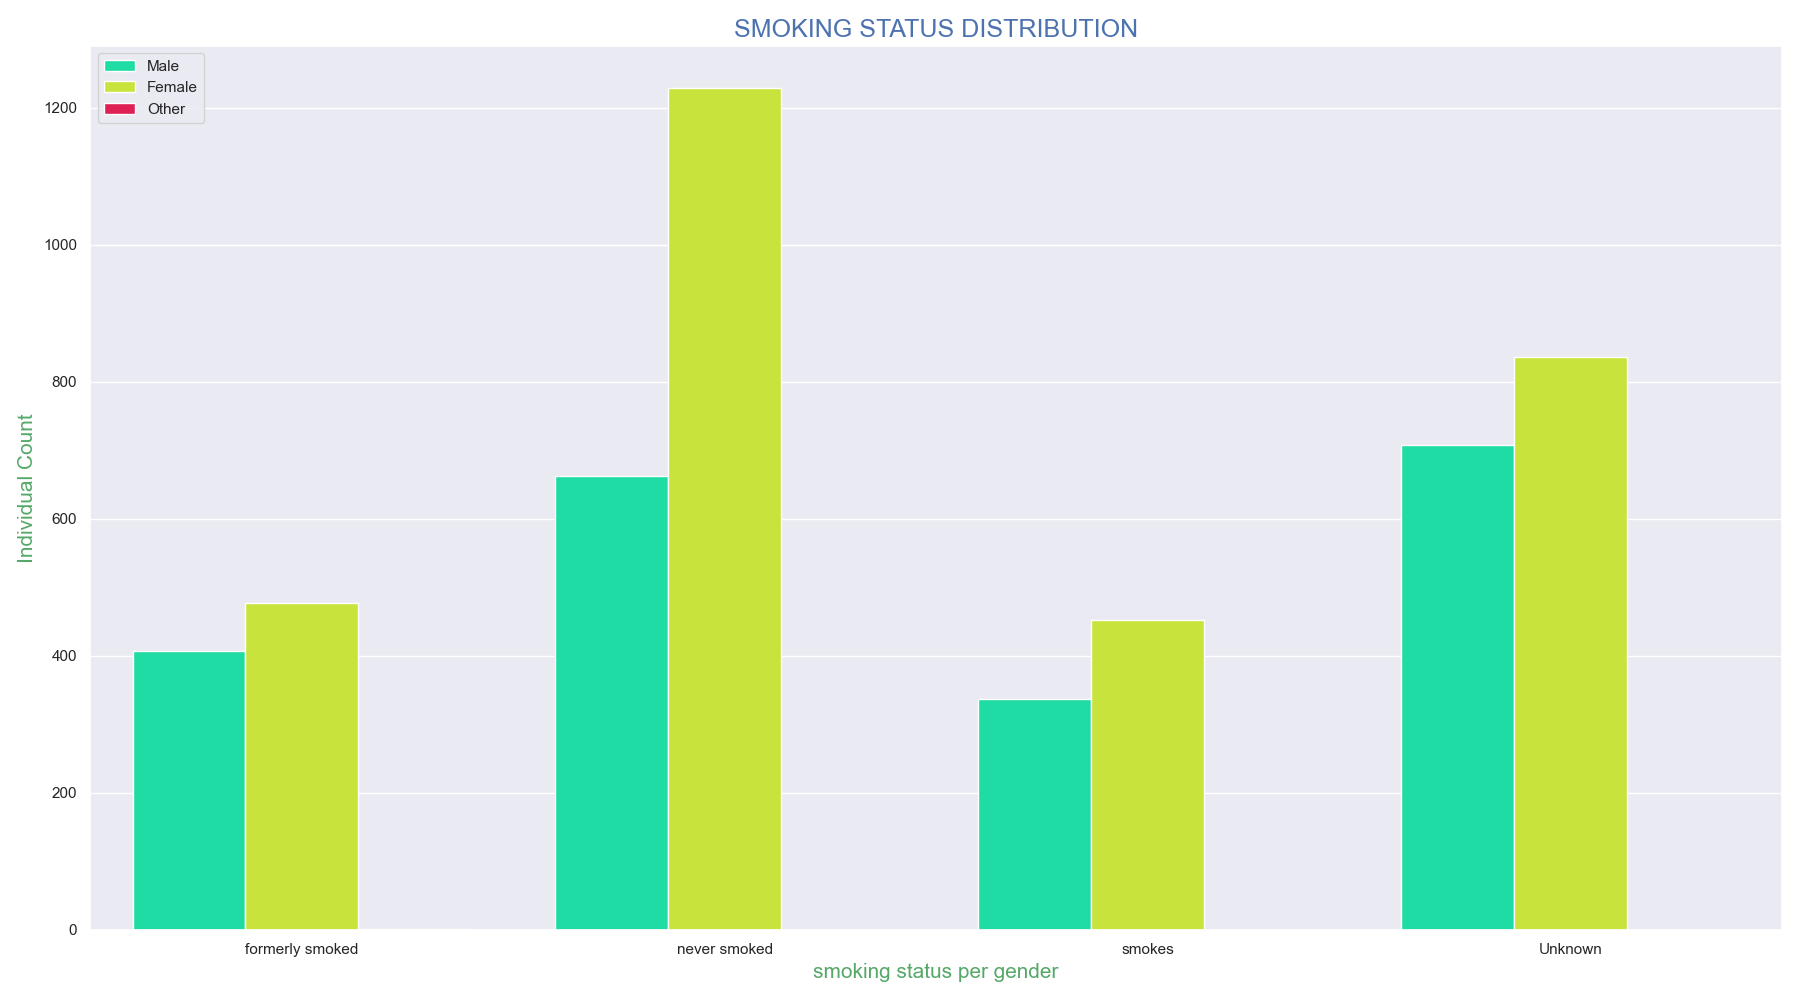 SMOKING STATUS DISTRIBUTION
Male
Female
Other
1200
1000
800
600
400
200
0
Individual Count
formerly smoked
never smoked
smokes
Unknown
smoking status per gender